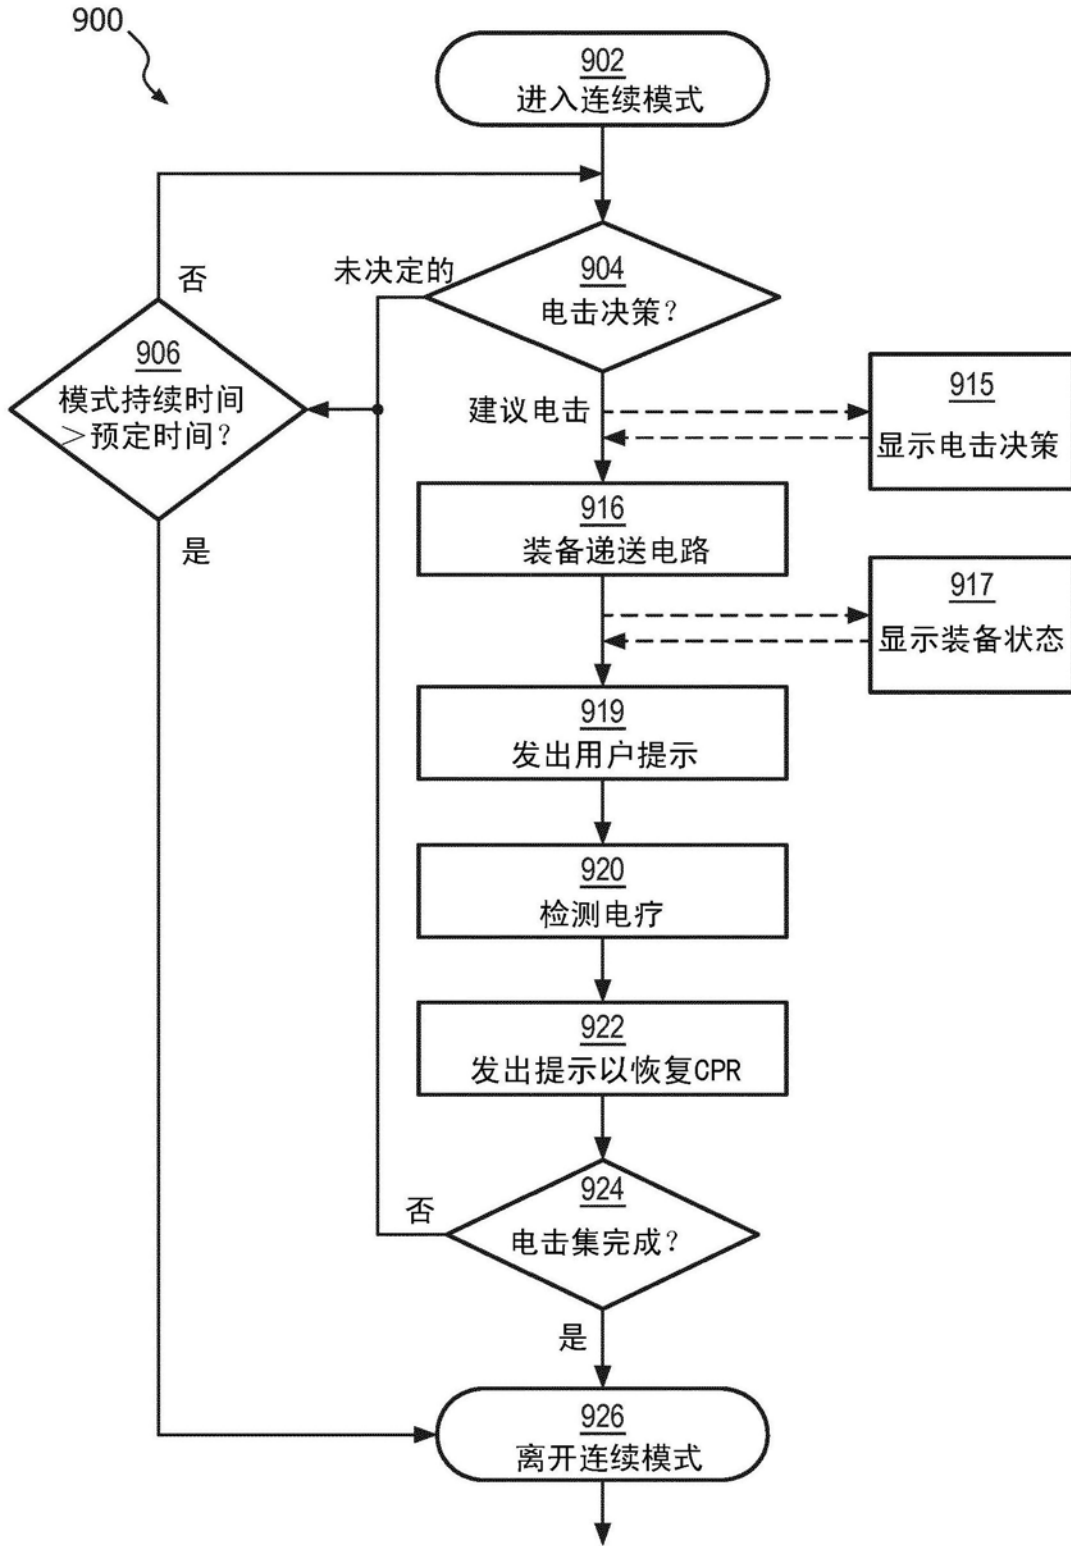 900
902
进入连续模式
未决定的
904
电击决策?
否
906
模式持续时间
>预定时间?
是
建议电击
915
显示电击决策
916
装备递送电路
917
显示装备状态
919
发出用户提示
920
检测电疗
922
发出提示以恢复CPR
924
电击集完成?
否
是
926
离开连续模式